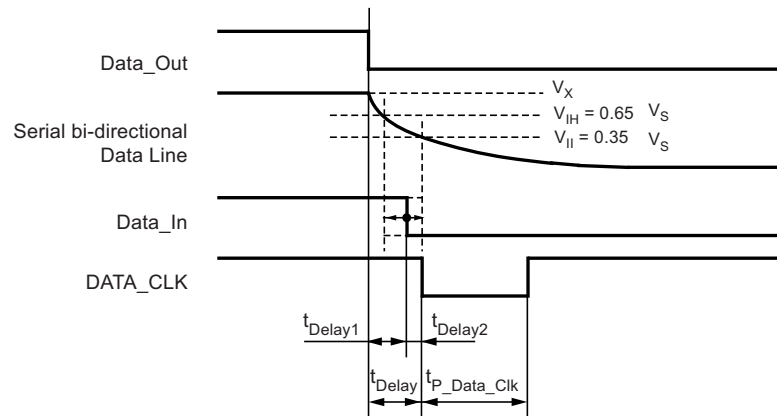 Data_Out
V_X
V_IH = 0.65 V_S
Serial bi-directional
Data Line
V_II = 0.35 V_S
Data_In
DATA_CLK
t_Delay1 t_Delay2
t_Delay t_P_Data_Clk